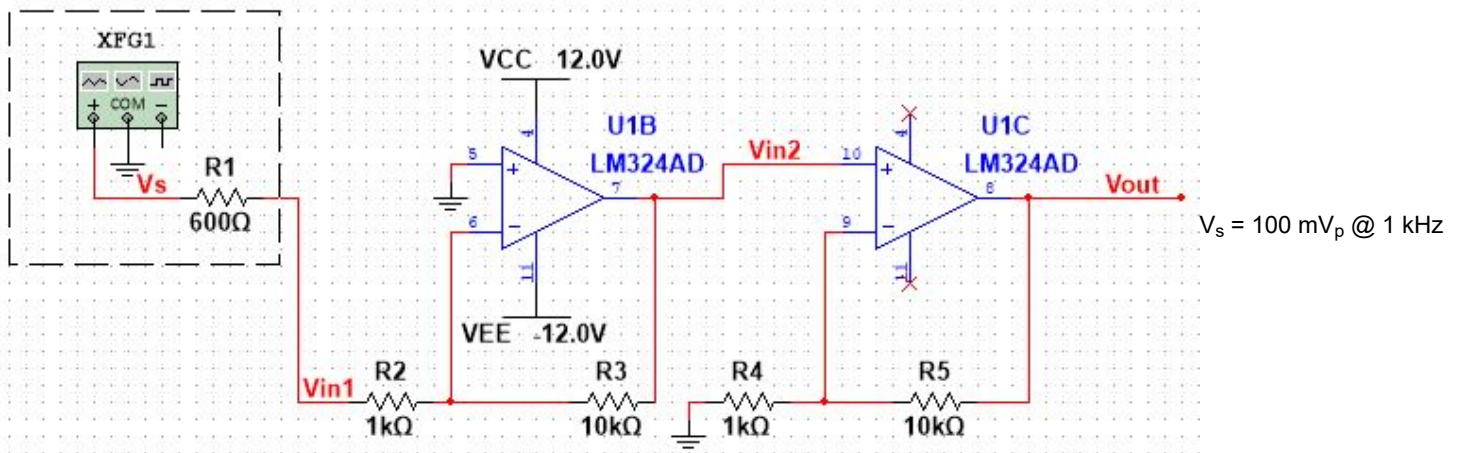 XFG1
+ COM −
Vs
R1
600Ω
VCC 12.0V
4
U1B
LM324AD
5
+
7
6
−
11
VEE -12.0V
Vin1
R2
1kΩ
R3
10kΩ
Vin2
4
U1C
LM324AD
10
+
8
9
−
11
R4
1kΩ
R5
10kΩ
Vout
Vs = 100 mVp @ 1 kHz